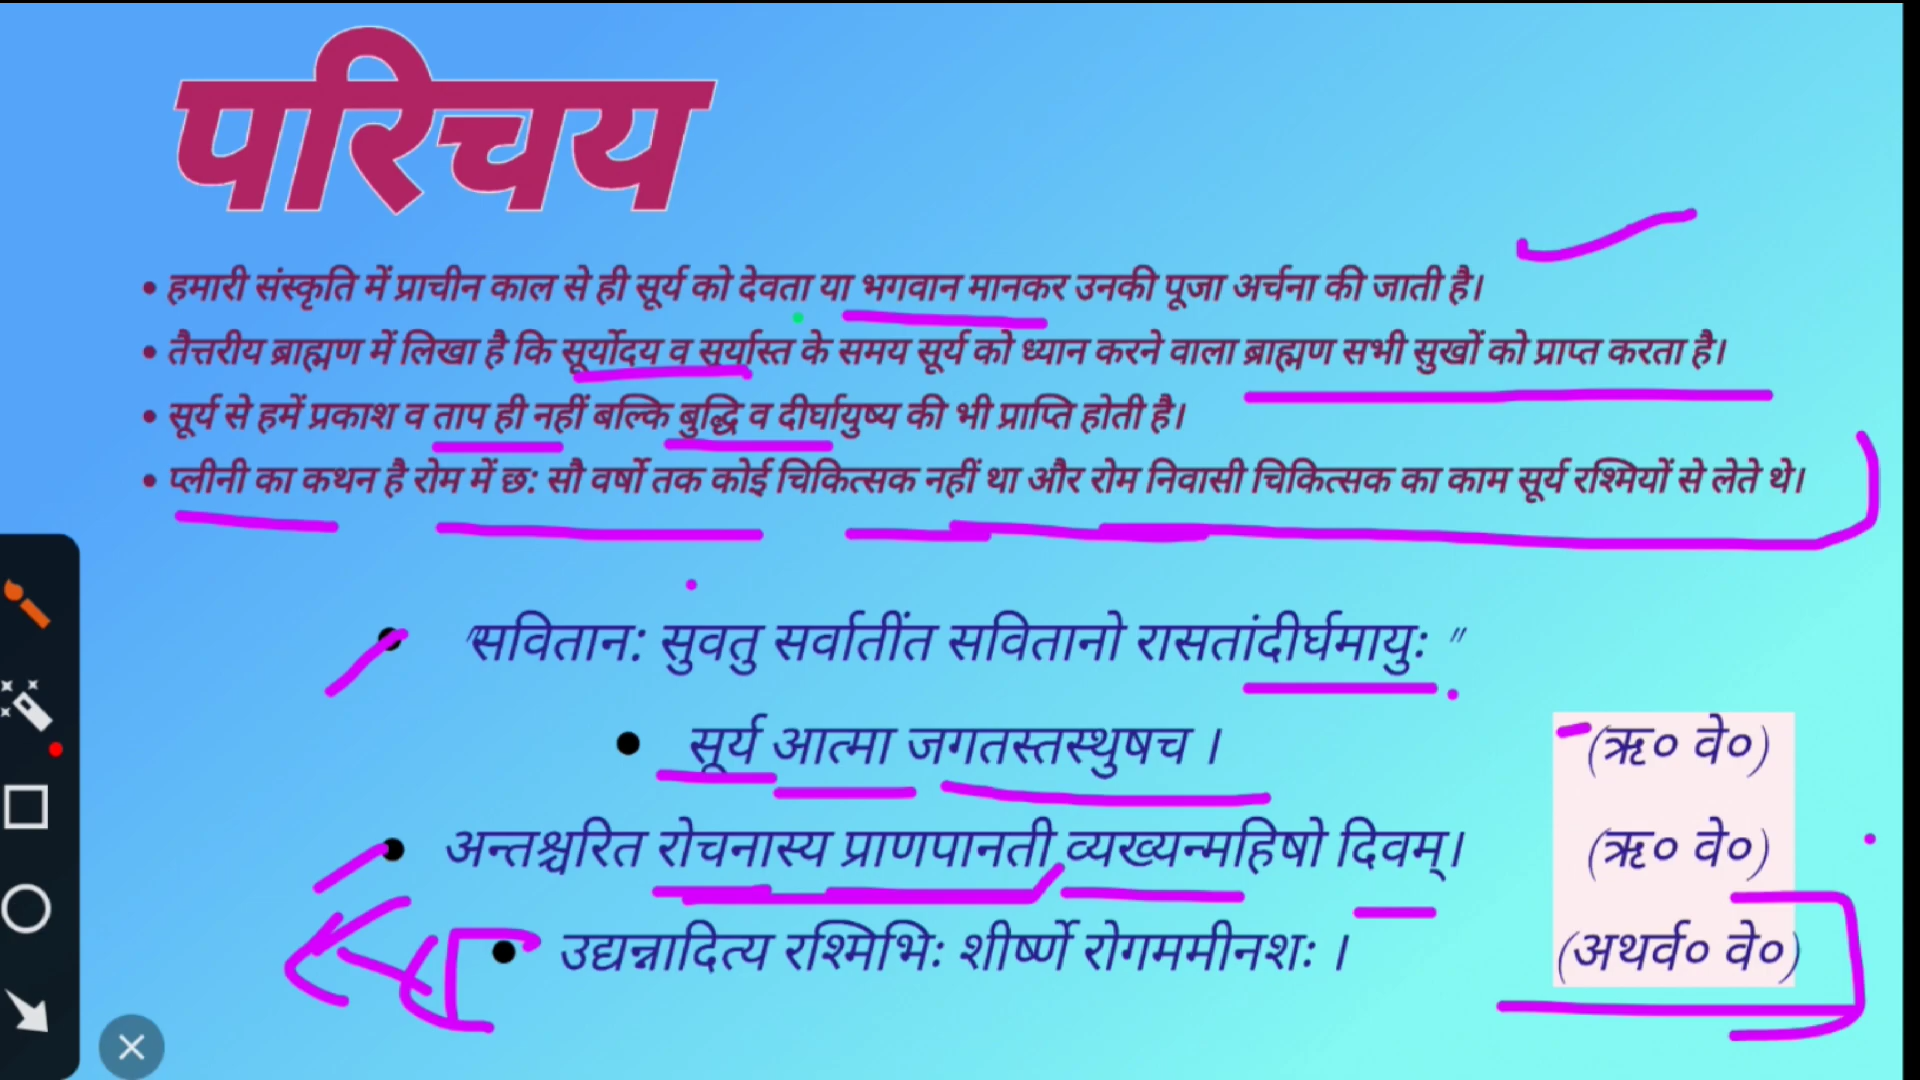 परिचय
• हमारी संस्कृति में प्राचीन काल से ही सूर्य को देवता या भगवान मानकर उनकी पूजा अर्चना की जाती है।
• तैत्तरीय ब्राह्मण में लिखा है कि सूर्योदय व सूर्यास्त के समय सूर्य को ध्यान करने वाला ब्राह्मण सभी सुखों को प्राप्त करता है।
• सूर्य से हमें प्रकाश व ताप ही नहीं बल्कि बुद्धि व दीर्घायुष्य की भी प्राप्ति होती है।
• प्लीनी का कथन है रोम में छ: सौ वर्षो तक कोई चिकित्सक नहीं था और रोम निवासी चिकित्सक का काम सूर्य रश्मियों से लेते थे।
• "सवितान: सुवतु सर्वातींत सवितानो रासतांदीर्घमायुः "
• सूर्य आत्मा जगतस्तस्थुषच । (ऋ० वे०)
• अन्तश्चरित रोचनास्य प्राणपानती व्यख्यन्महिषो दिवम्। (ऋ० वे०)
• उद्यन्नादित्य रश्मिभिः शीर्ष्णे रोगममीनशः । (अथर्व० वे०)